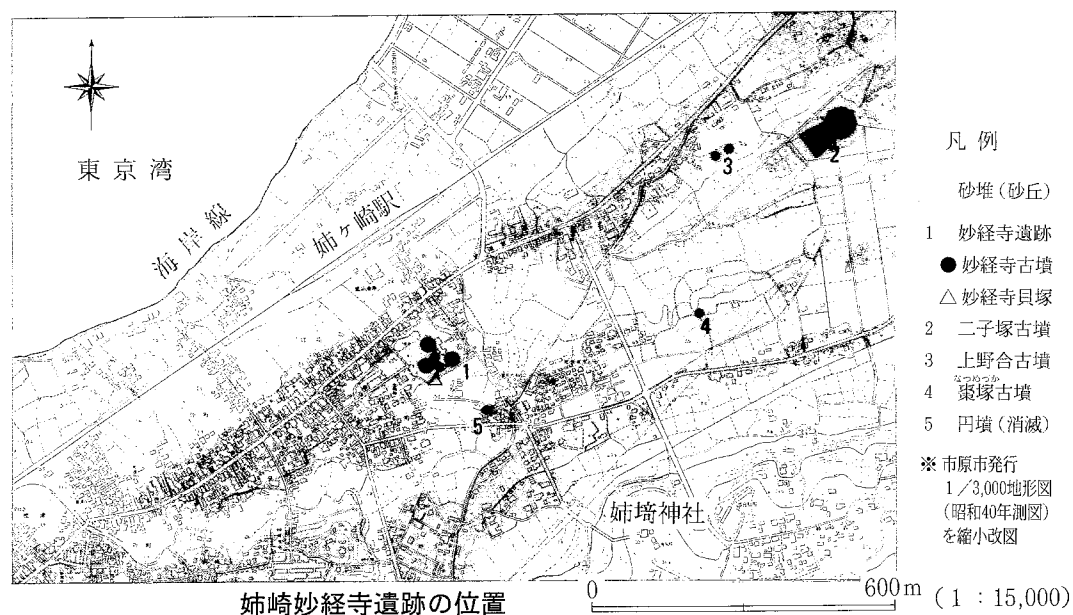 東京湾
海岸線
姉ヶ崎駅
3
2
4
1
5
姉埼神社
凡例
砂堆(砂丘)
1 妙経寺遺跡
●妙経寺古墳
△妙経寺貝塚
2 二子塚古墳
3 上野合古墳
なつめづか
4 棗塚古墳
5 円墳(消滅)
※市原市発行
1/3,000地形図
(昭和40年測図)
を縮小改図
姉崎妙経寺遺跡の位置
0 600m (1:15,000)